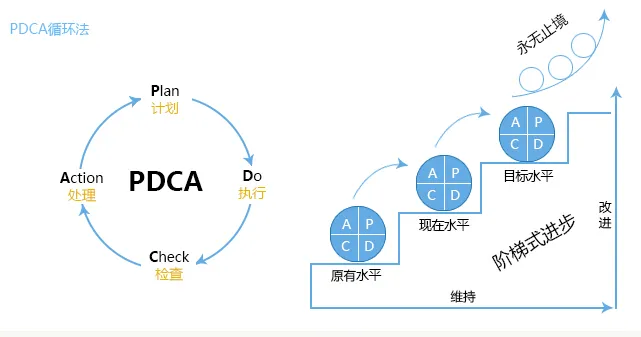 PDCA循环法
Plan
计划
Do
执行
Check
检查
Action
处理
PDCA
永无止境
A P
C D
目标水平
A P
C D
现在水平
A P
C D
原有水平
阶梯式进步
改进
维持